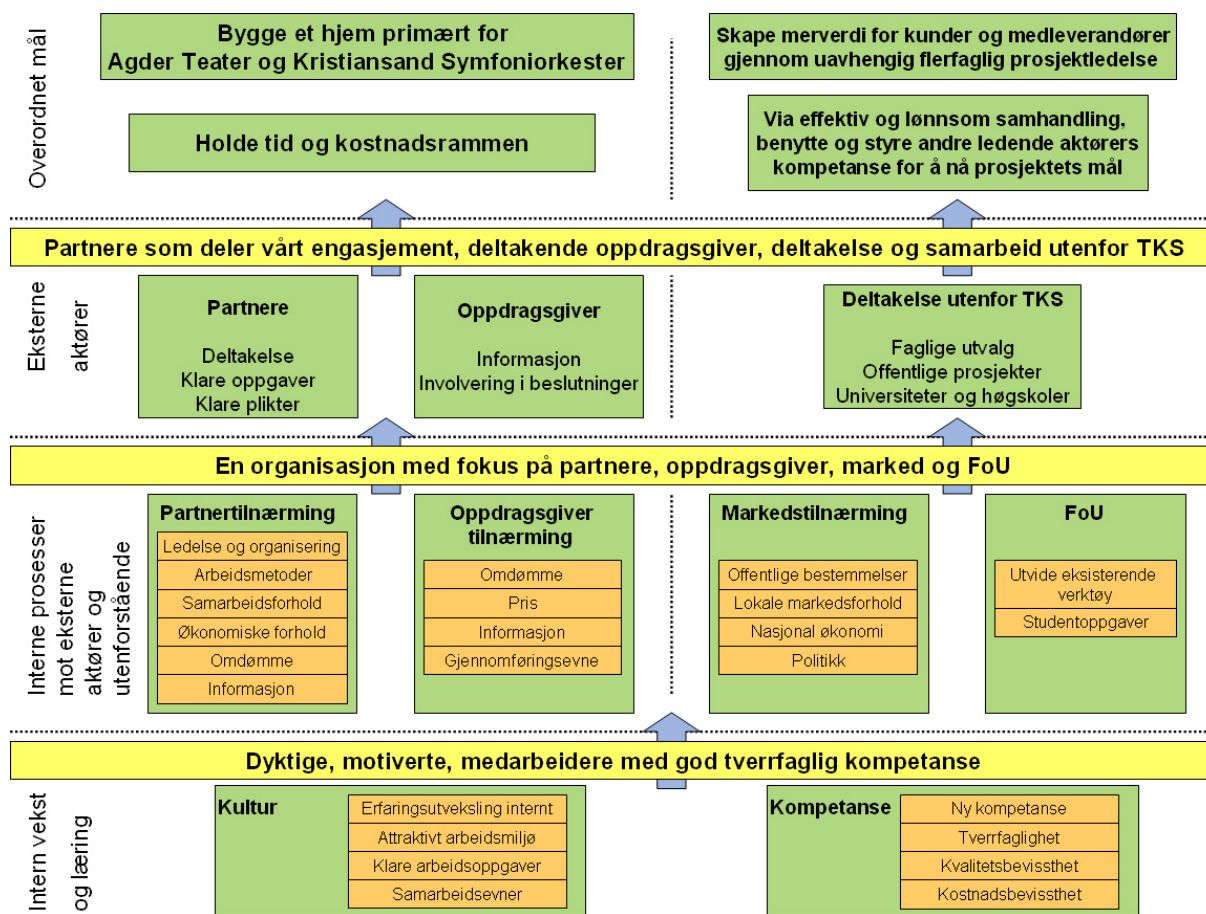 Overordnet mål
Bygge et hjem primært for
Agder Teater og Kristiansand Symfoniorkester
Holde tid og kostnadsrammen
Skape merverdi for kunder og medleverandører
gjennom uavhengig flerfaglig prosjektledelse
Via effektiv og lønnsom samhandling,
benytte og styre andre ledende aktørers
kompetanse for å nå prosjektets mål
Partnere som deler vårt engasjement, deltakende oppdragsgiver, deltakelse og samarbeid utenfor TKS
Eksterne
aktører
Partnere
Deltakelse
Klare oppgaver
Klare plikter
Oppdragsgiver
Informasjon
Involvering i beslutninger
Deltakelse utenfor TKS
Faglige utvalg
Offentlige prosjekter
Universiteter og høgskoler
En organisasjon med fokus på partnere, oppdragsgiver, marked og FoU
Interne prosesser
mot eksterne
aktører og
utenforstående
Partnertilnærming
Ledelse og organisering
Arbeidsmetoder
Samarbeidsforhold
Økonomiske forhold
Omdømme
Informasjon
Oppdragsgiver
tilnærming
Omdømme
Pris
Informasjon
Gjennomføringsevne
Markedstilnærming
Offentlige bestemmelser
Lokale markedsforhold
Nasjonal økonomi
Politikk
FoU
Utvide eksisterende
verktøy
Studentoppgaver
Dyktige, motiverte, medarbeidere med god tverrfaglig kompetanse
Intern vekst
og læring
Kultur
Erfaringsutveksling internt
Attraktivt arbeidsmiljø
Klare arbeidsoppgaver
Samarbeidsevner
Kompetanse
Ny kompetanse
Tverrfaglighet
Kvalitetsbevissthet
Kostnadsbevissthet